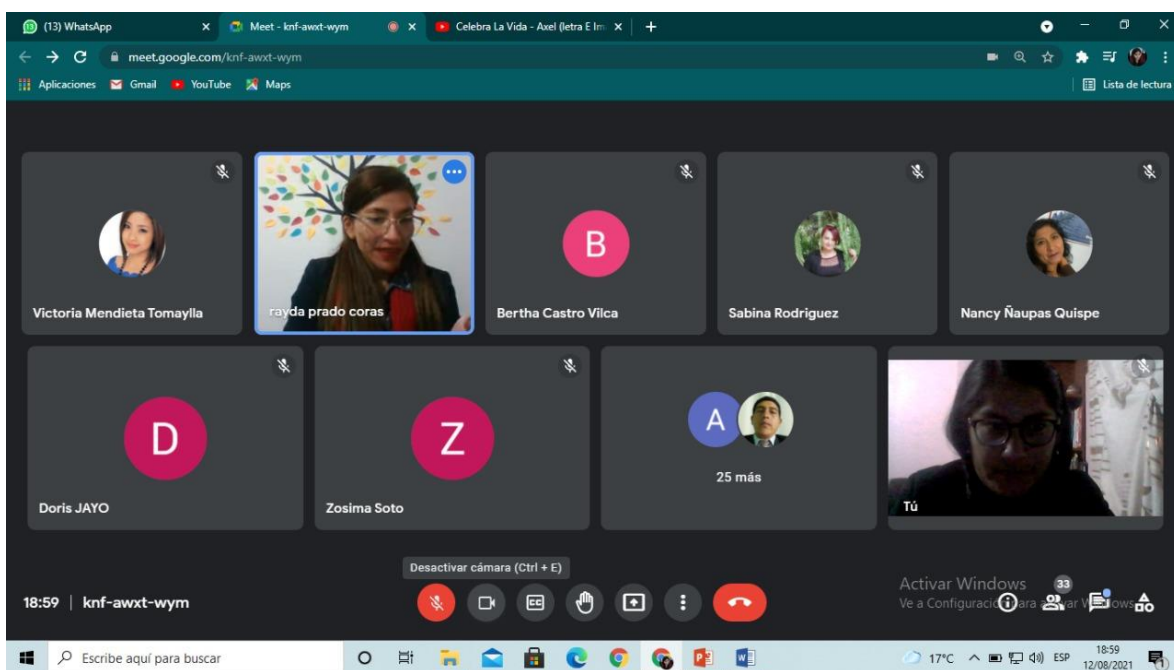 (13) WhatsApp
Meet - knf-awxt-wym
Celebra La Vida - Axel (letra E Im
meet.google.com/knf-awxt-wym
Aplicaciones
Gmail
YouTube
Maps
Lista de lectura
Victoria Mendieta Tomaylla
rayda prado coras
B
Bertha Castro Vilca
Sabina Rodriguez
Nancy Ñaupas Quispe
D
Doris JAYO
Z
Zosima Soto
A
25 más
Tú
Desactivar cámara (Ctrl + E)
18:59 | knf-awxt-wym
CC
Activar Windows
33
Ve a Configuración para activar Windows
Escribe aquí para buscar
17°C
ESP
18:59
12/08/2021